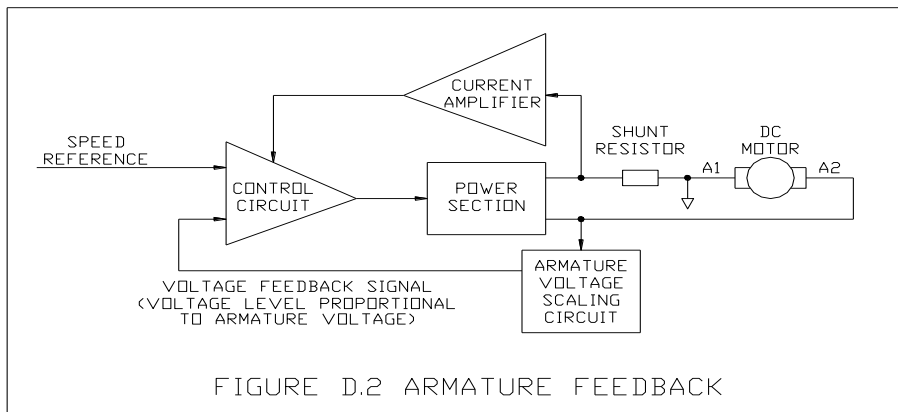 CURRENT
AMPLIFIER
SPEED
REFERENCE
SHUNT
RESISTOR
DC
MOTOR
A1
A2
CONTROL
CIRCUIT
POWER
SECTION
VOLTAGE FEEDBACK SIGNAL
(VOLTAGE LEVEL PROPORTIONAL
TO ARMATURE VOLTAGE)
ARMATURE
VOLTAGE
SCALING
CIRCUIT
FIGURE D.2 ARMATURE FEEDBACK